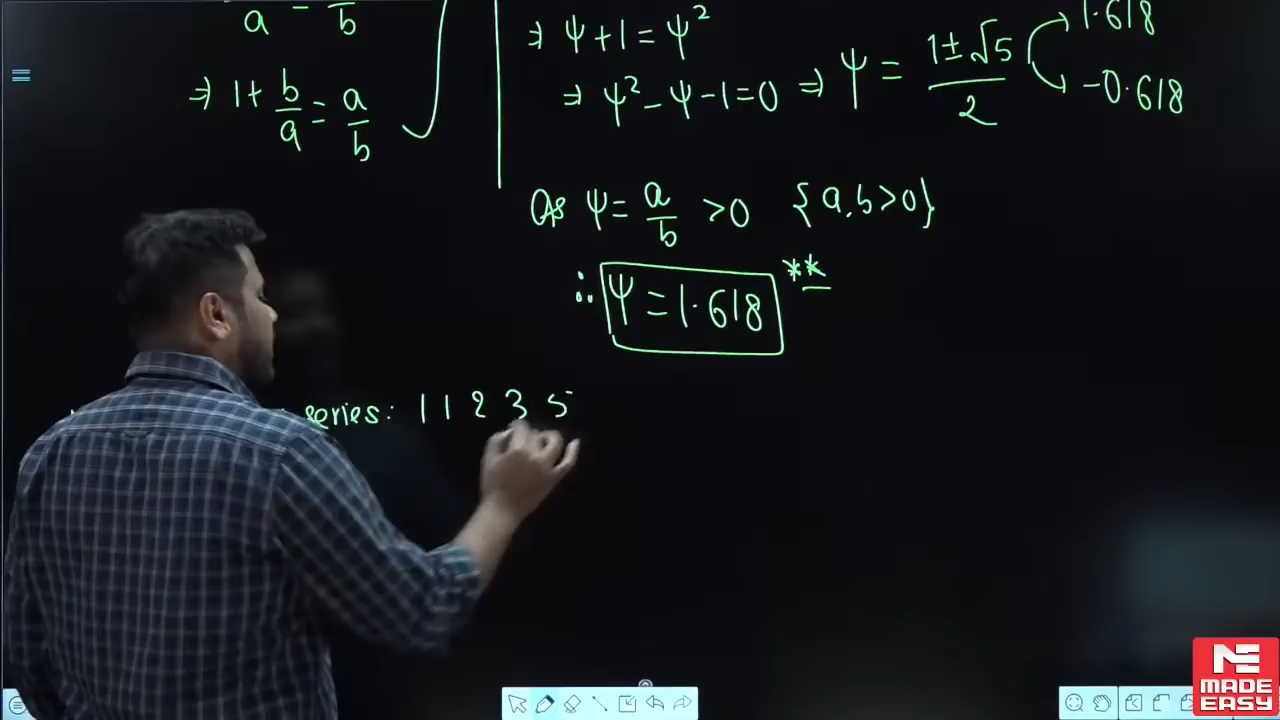 a = b
⇒ 1 + b/a = a/b
⇒ ψ+1 = ψ²
⇒ ψ² - ψ - 1 = 0 ⇒ ψ = (1 ± √5)/2
1.618
-0.618
As ψ = a/b > 0 {a, b > 0}
∴ ψ = 1.618 **
series: 1 1 2 3 5
MADE EASY